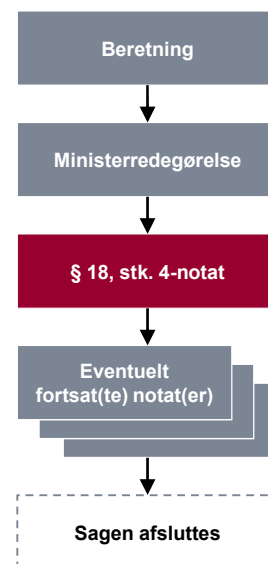 Beretning
Ministerredegørelse
§ 18, stk. 4-notat
Eventuelt
fortsat(te) notat(er)
Sagen afsluttes